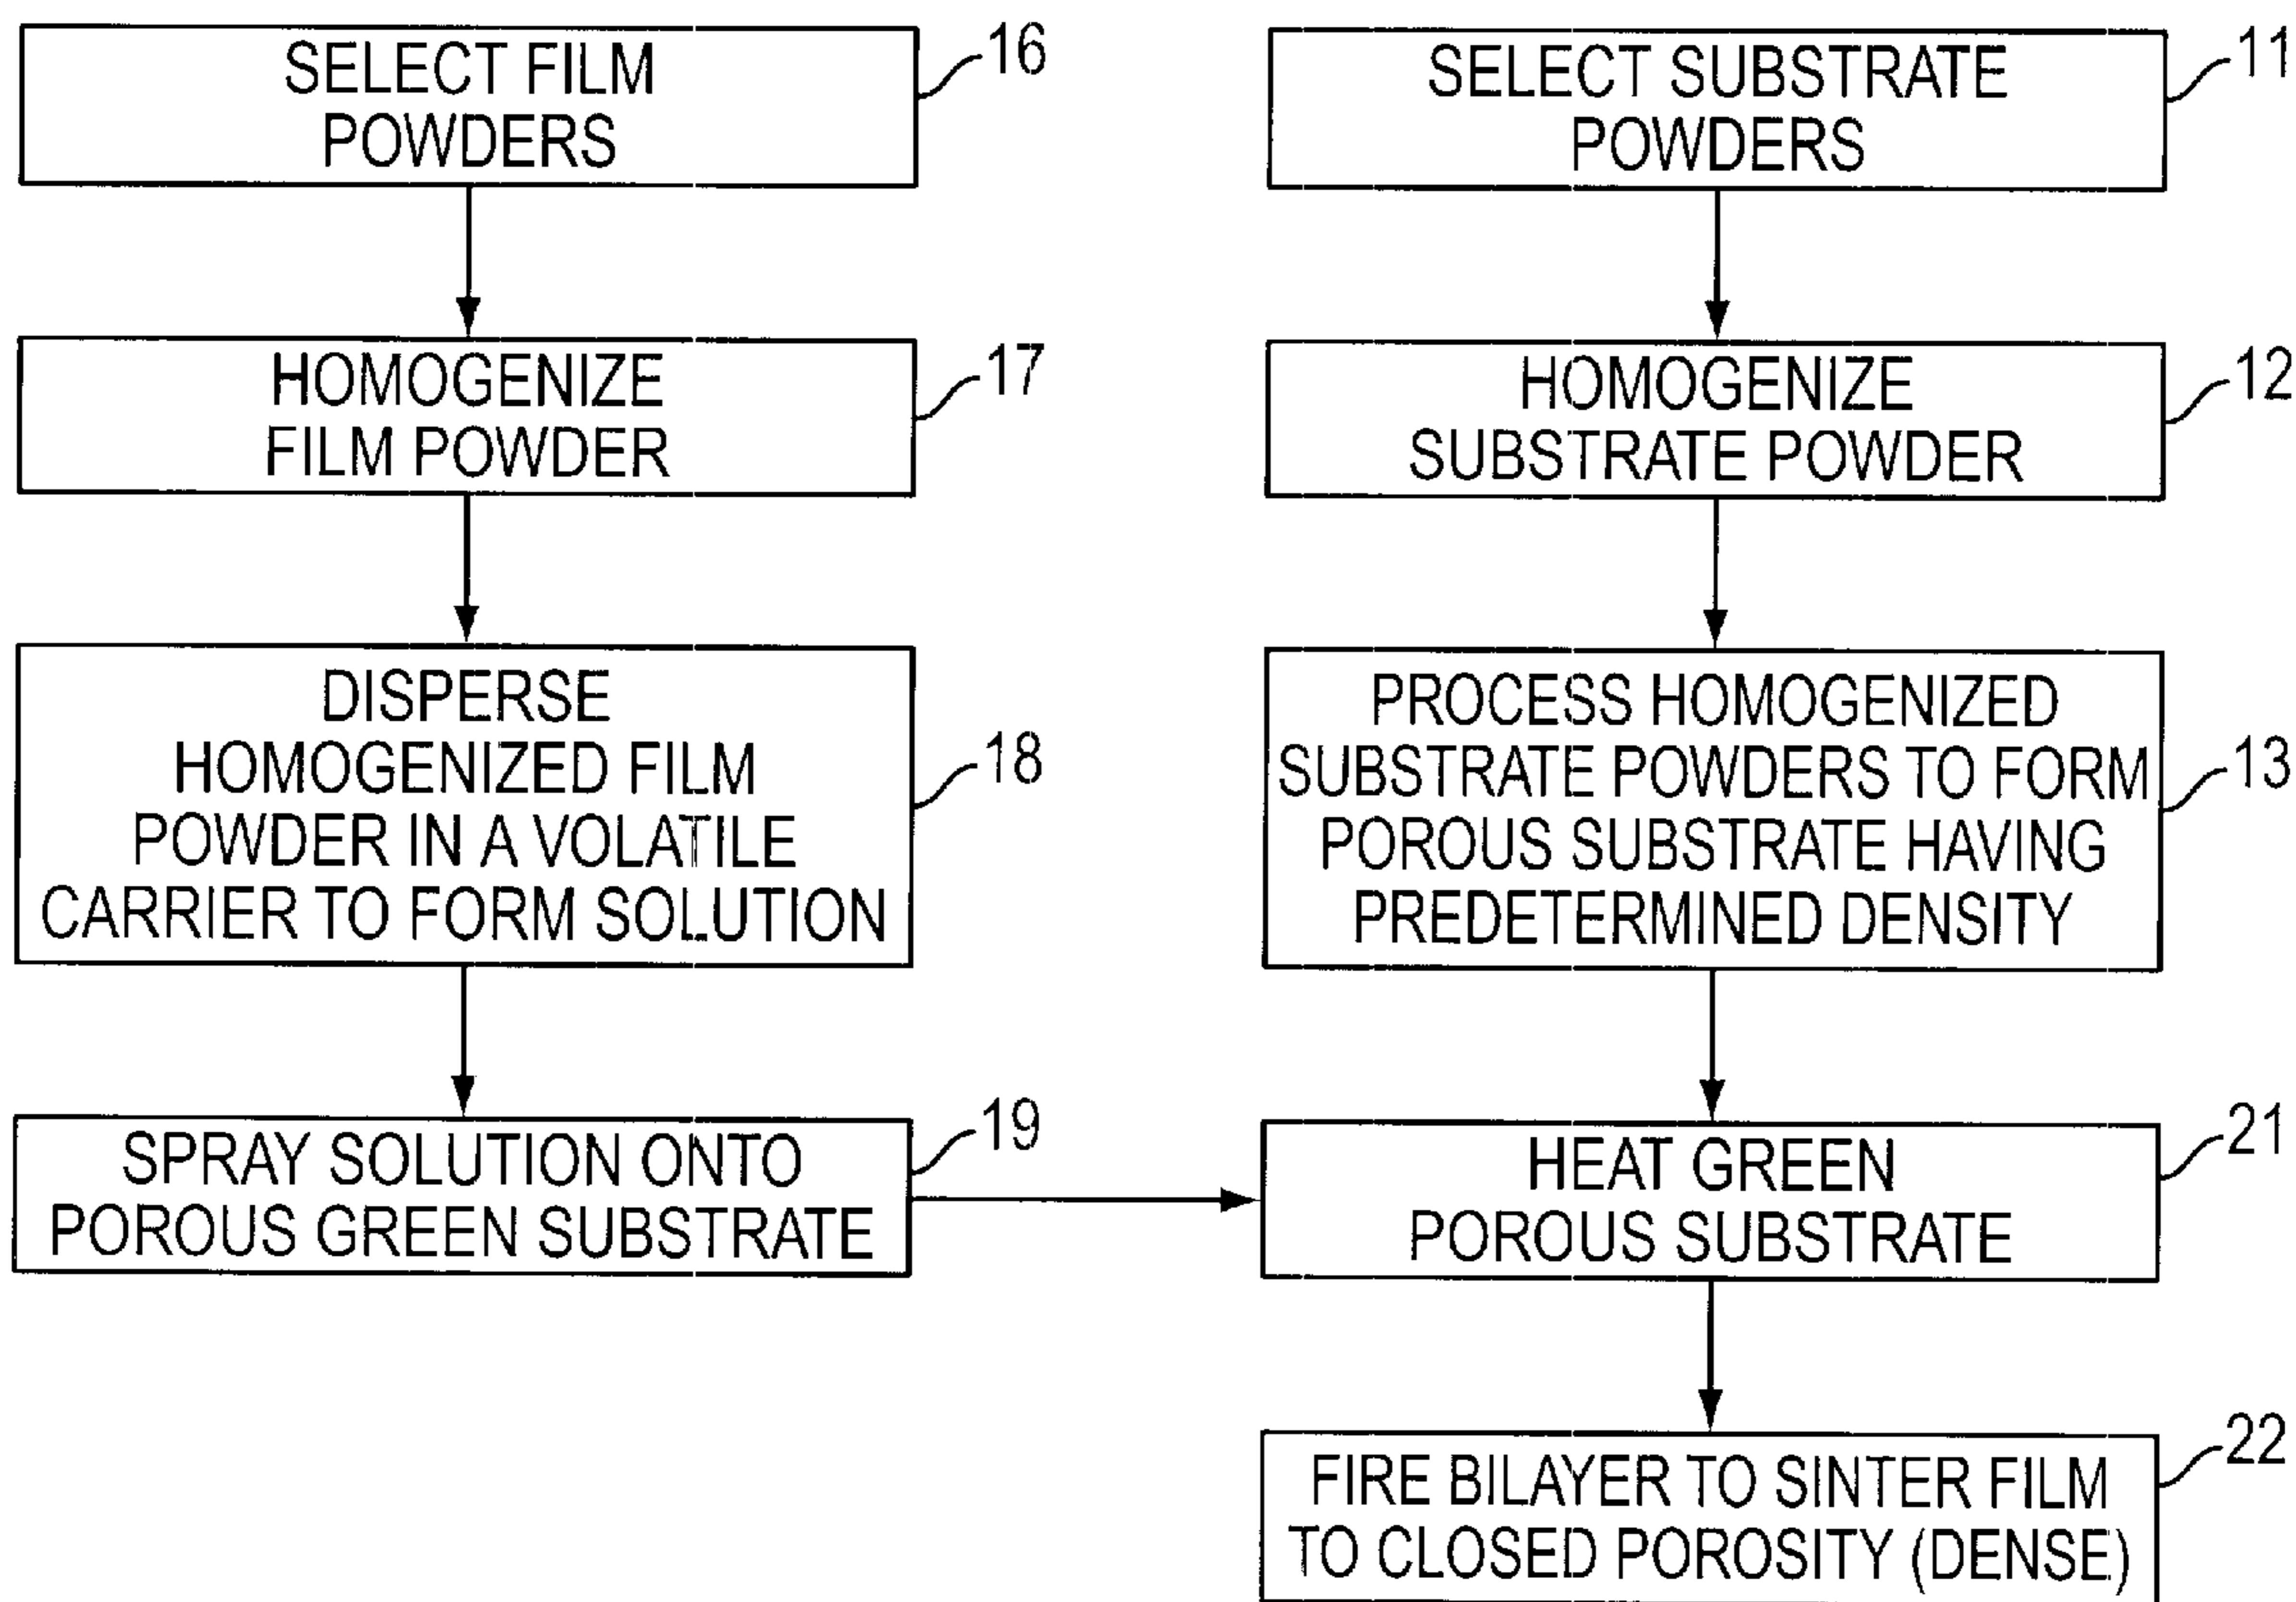 SELECT FILM
POWDERS
16
HOMOGENIZE
FILM POWDER
17
DISPERSE
HOMOGENIZED FILM
POWDER IN A VOLATILE
CARRIER TO FORM SOLUTION
18
SPRAY SOLUTION ONTO
POROUS GREEN SUBSTRATE
19
SELECT SUBSTRATE
POWDERS
11
HOMOGENIZE
SUBSTRATE POWDER
12
PROCESS HOMOGENIZED
SUBSTRATE POWDERS TO FORM
POROUS SUBSTRATE HAVING
PREDETERMINED DENSITY
13
HEAT GREEN
POROUS SUBSTRATE
21
FIRE BILAYER TO SINTER FILM
TO CLOSED POROSITY (DENSE)
22